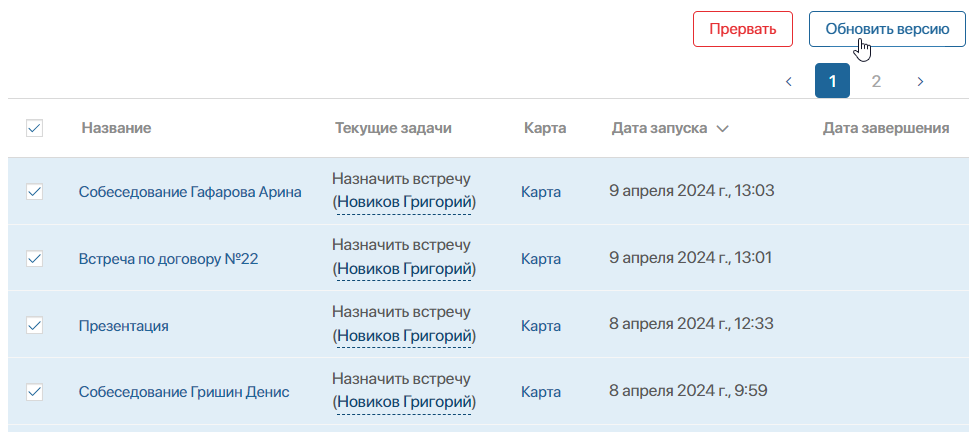 Прервать
Обновить версию
1
2
Название
Текущие задачи
Карта
Дата запуска
Дата завершения
Собеседование Гафарова Арина
Назначить встречу
(Новиков Григорий)
Карта
9 апреля 2024 г., 13:03
Встреча по договору №22
Назначить встречу
(Новиков Григорий)
Карта
9 апреля 2024 г., 13:01
Презентация
Назначить встречу
(Новиков Григорий)
Карта
8 апреля 2024 г., 12:33
Собеседование Гришин Денис
Назначить встречу
(Новиков Григорий)
Карта
8 апреля 2024 г., 9:59